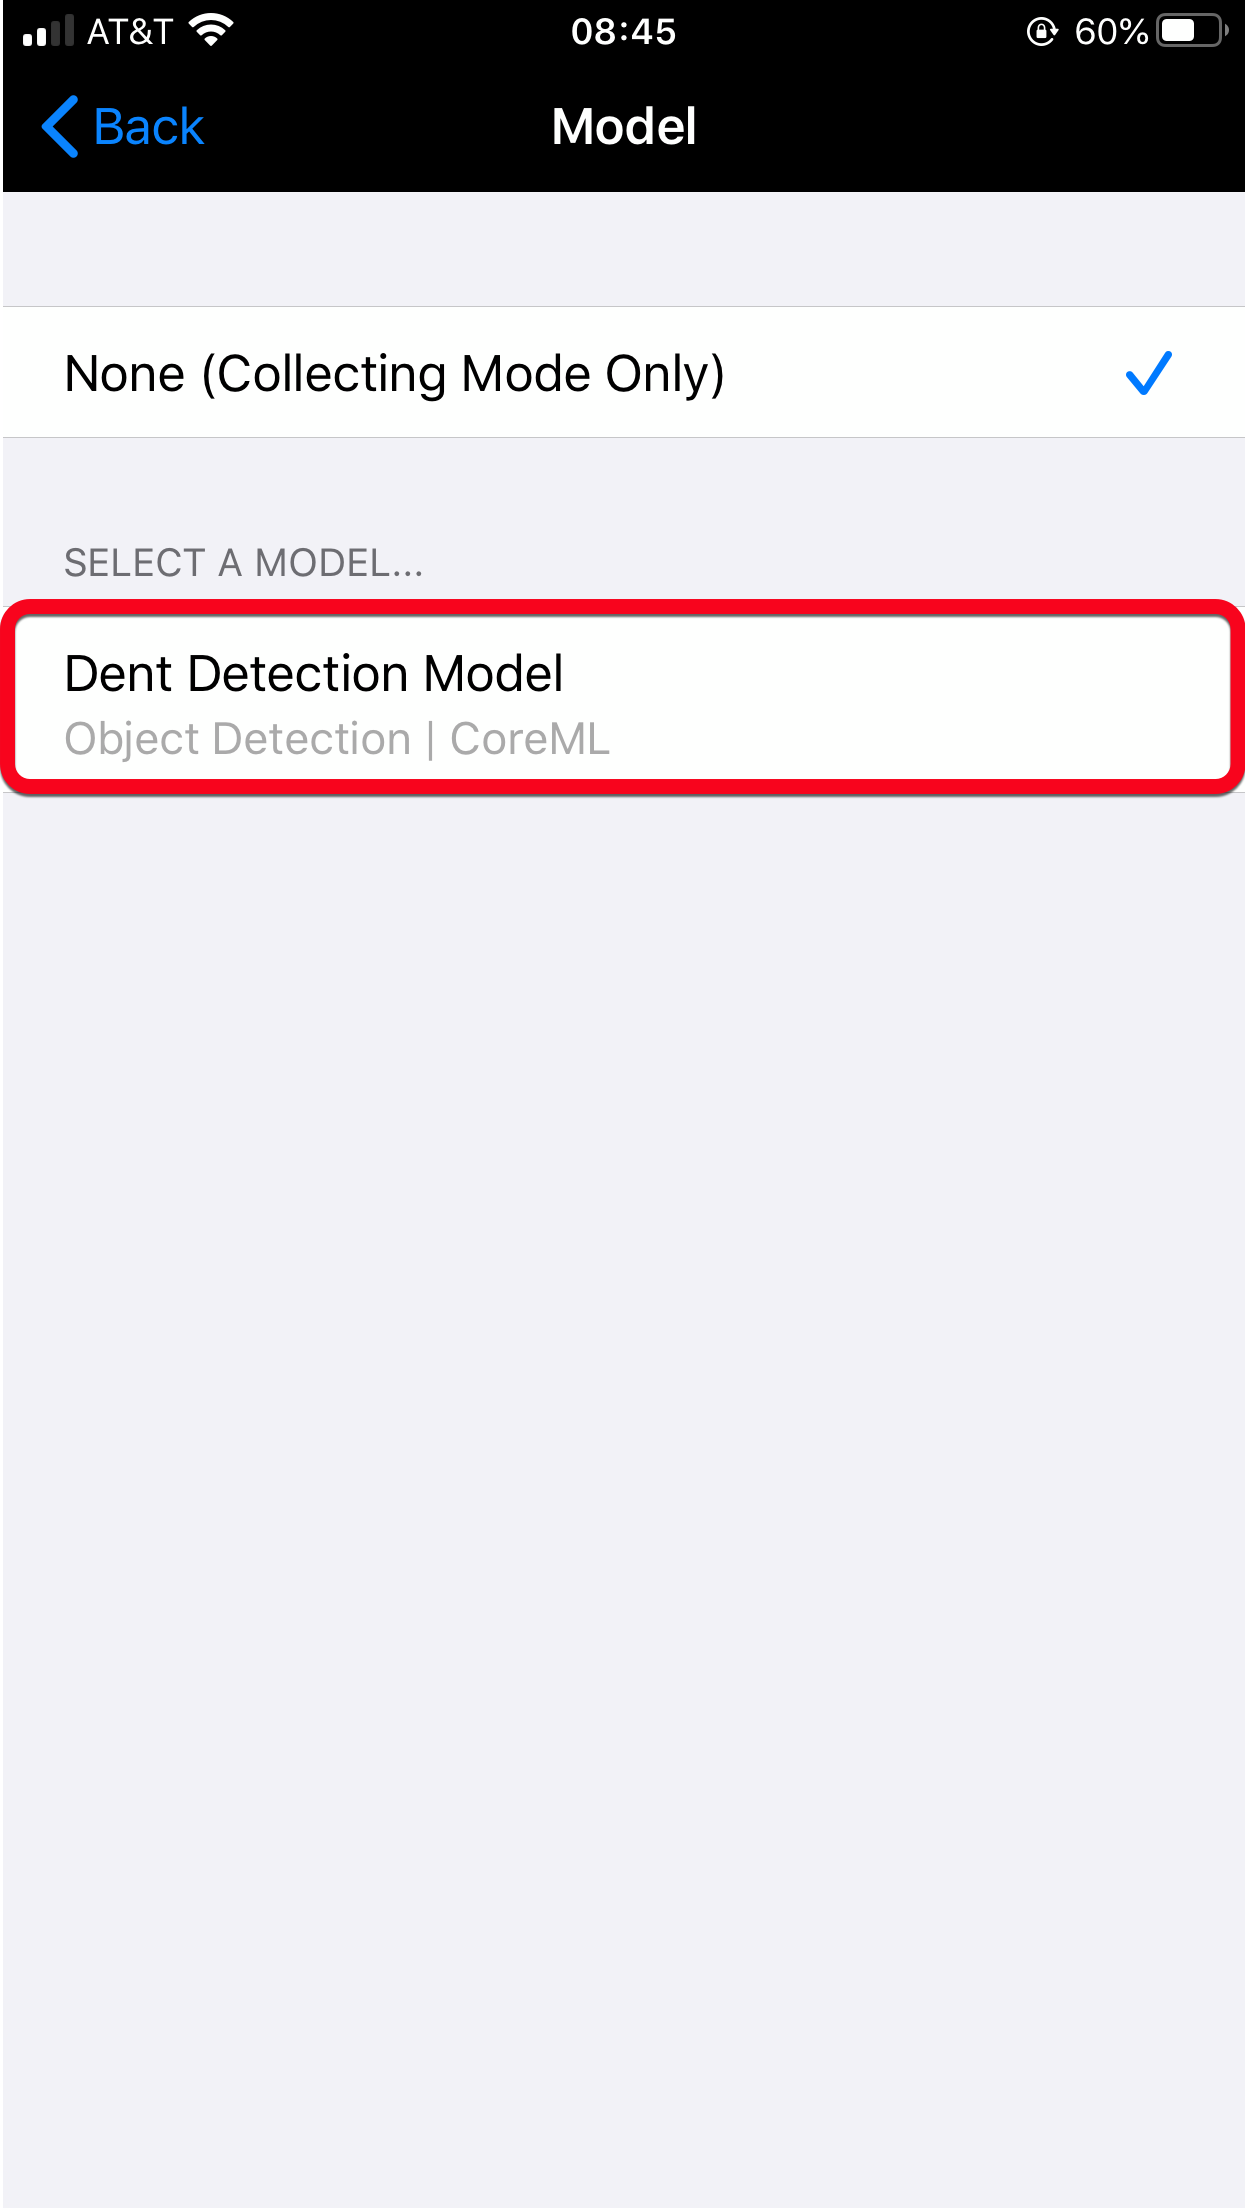 AT&T 08:45 60%
Back Model
None (Collecting Mode Only)
SELECT A MODEL...
Dent Detection Model
Object Detection | CoreML